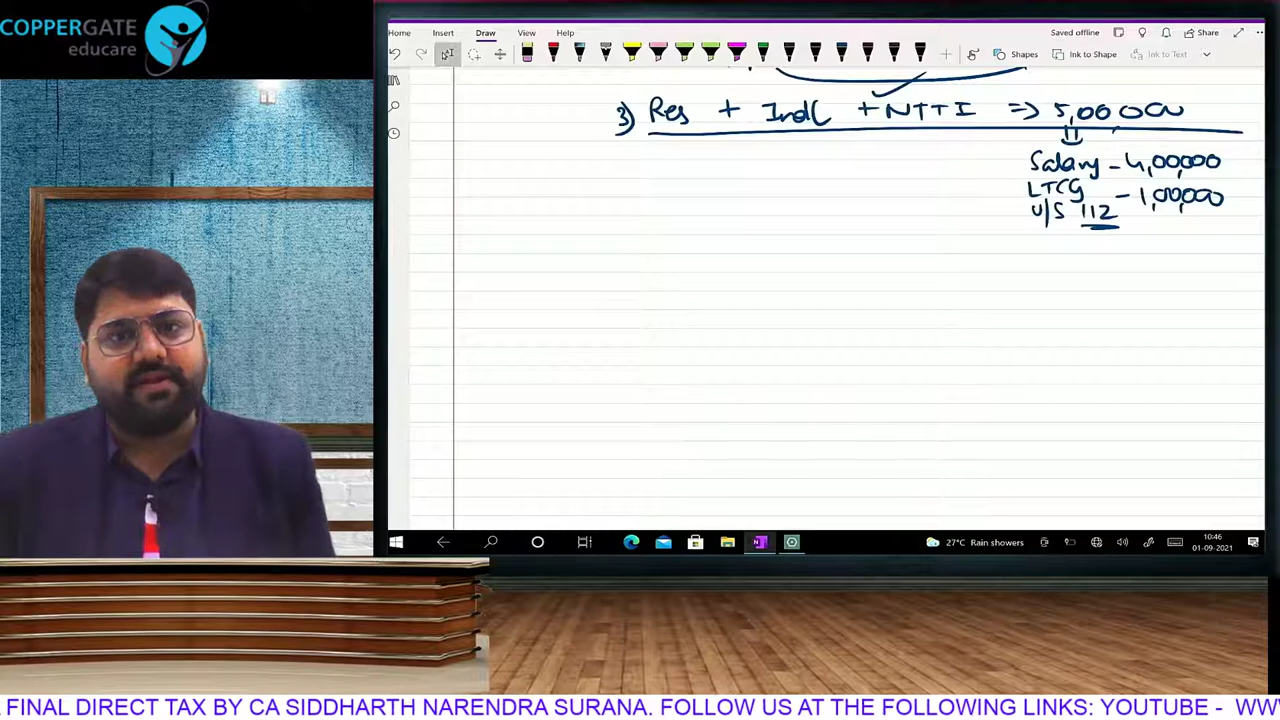 COPPERGATE
educare
Home Insert Draw View Help
Saved offline
Share
Shapes
Ink to Shape
Ink to Text
3) Res + Indl + NTTI => 5,00,000
Salary - 4,00,000
LTCG - 1,00,000
u/s 112
27°C Rain showers
10:46
01-09-2021
FINAL DIRECT TAX BY CA SIDDHARTH NARENDRA SURANA. FOLLOW US AT THE FOLLOWING LINKS: YOUTUBE - WW